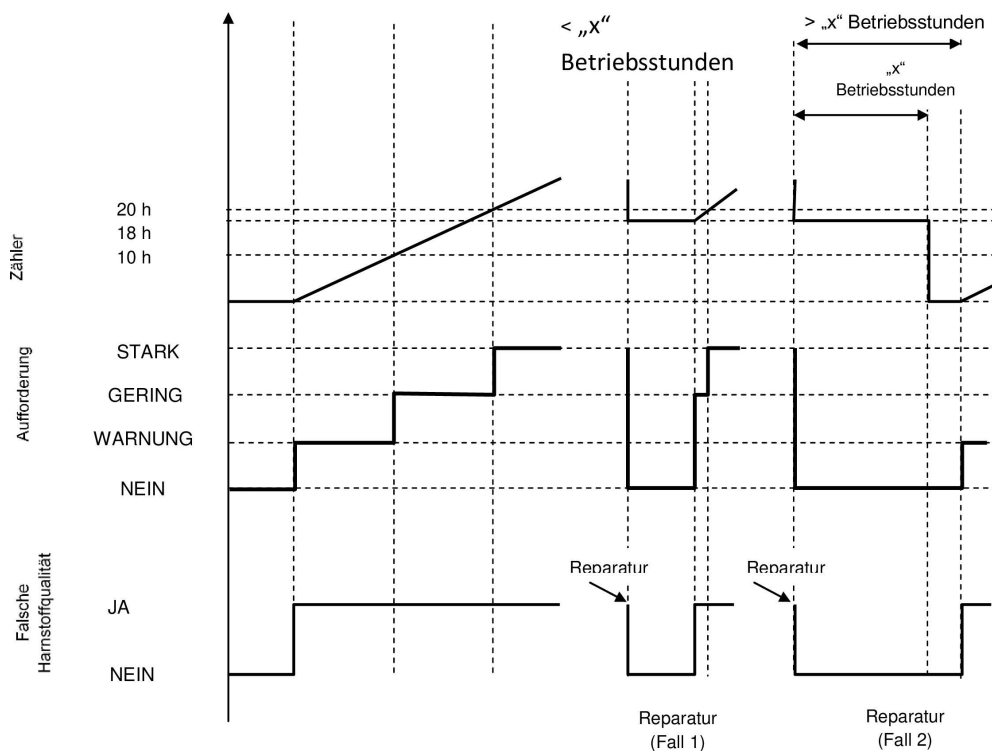 < „x“
Betriebsstunden
> „x“ Betriebsstunden
„x“
Betriebsstunden
Zähler
20 h
18 h
10 h
Aufforderung
STARK
GERING
WARNUNG
NEIN
Falsche
Harnstoffqualität
Reparatur
Reparatur
JA
NEIN
Reparatur
(Fall 1)
Reparatur
(Fall 2)